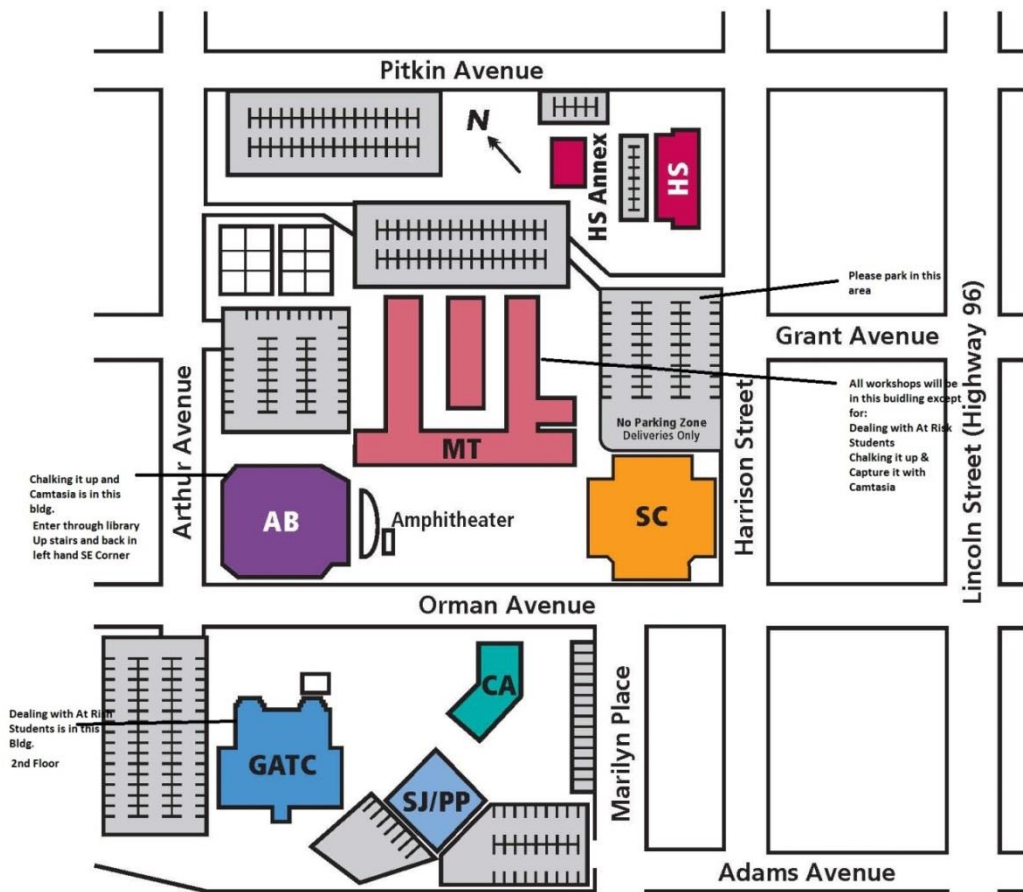 Pitkin Avenue
N
HS Annex
HS
Please park in this
area
Grant Avenue
Lincoln Street (Highway 96)
All workshops will be
in this buidling except
for:
Dealing with At Risk
Students
Chalking it up &
Capture it with
Camtasia
No Parking Zone
Deliveries Only
Harrison Street
Arthur Avenue
MT
Chalking it up and
Camtasia is in this
bldg.
Enter through library
Up stairs and back in
left hand SE Corner
AB
Amphitheater
SC
Orman Avenue
CA
Marilyn Place
Dealing with At Risk
Students is in this
Bldg.
2nd Floor
GATC
SJ/PP
Adams Avenue